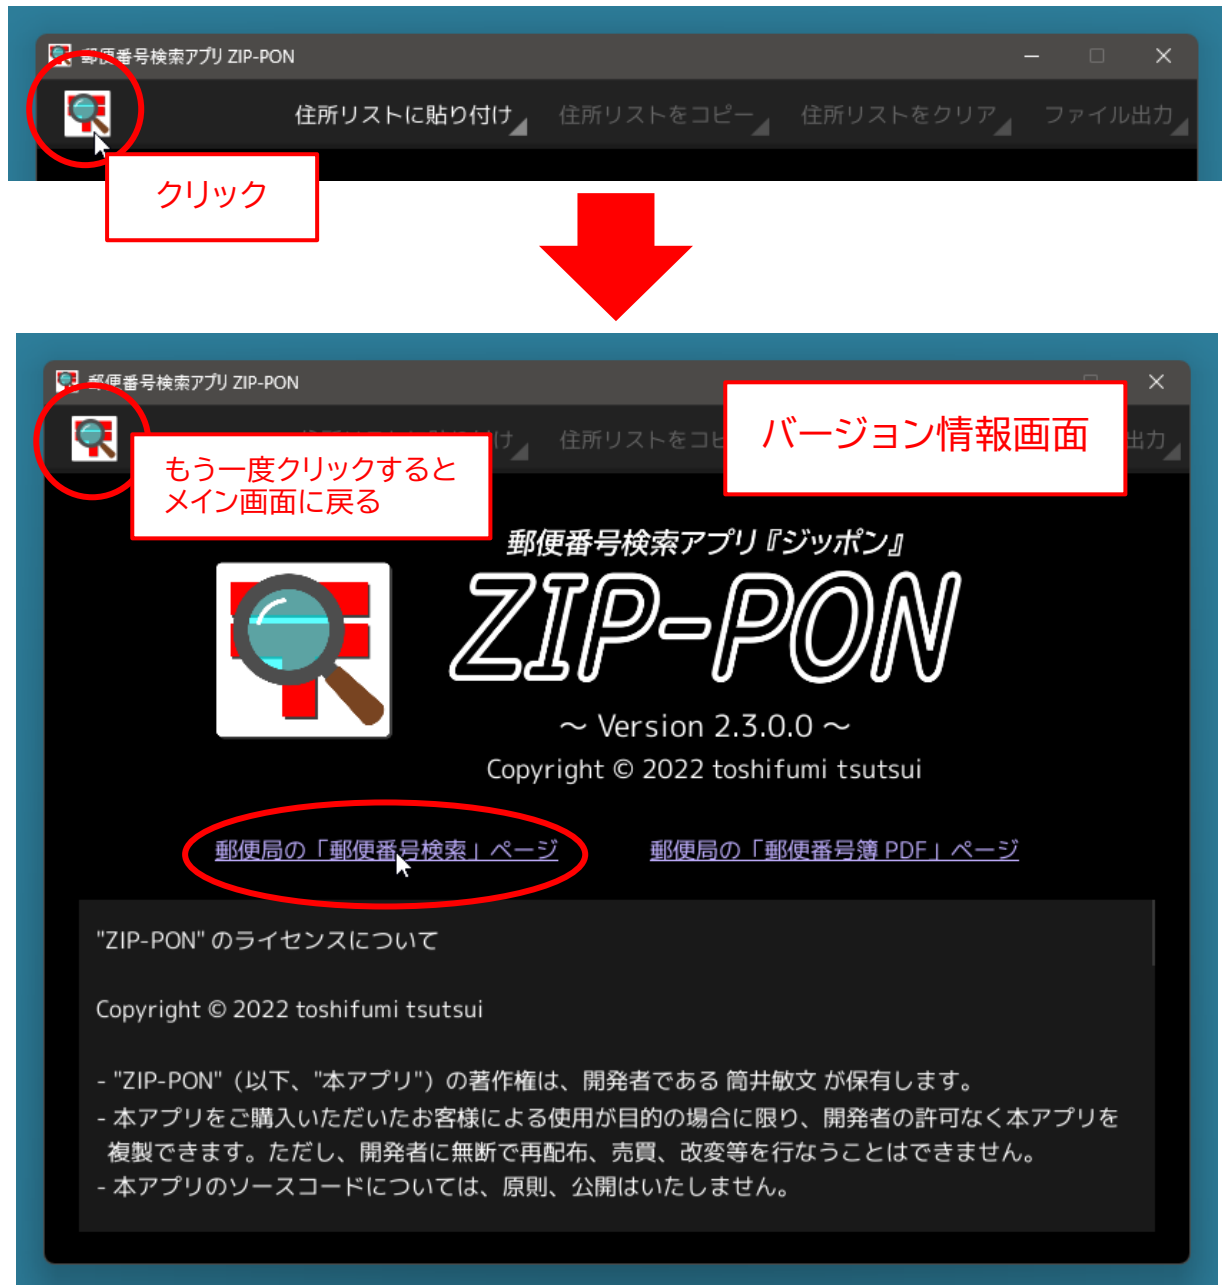 郵便番号検索アプリ ZIP-PON
住所リストに貼り付け 住所リストをコピー 住所リストをクリア ファイル出力
クリック
郵便番号検索アプリ ZIP-PON
住所リストをコピ 出力
バージョン情報画面
もう一度クリックすると
メイン画面に戻る
郵便番号検索アプリ『ジッポン』
ZIP-PON
～ Version 2.3.0.0 ～
Copyright © 2022 toshifumi tsutsui
郵便局の「郵便番号検索」ページ 郵便局の「郵便番号簿 PDF」ページ
"ZIP-PON" のライセンスについて
Copyright © 2022 toshifumi tsutsui
- "ZIP-PON"（以下、"本アプリ"）の著作権は、開発者である 筒井敏文 が保有します。
- 本アプリをご購入いただいたお客様による使用が目的の場合に限り、開発者の許可なく本アプリを
複製できます。ただし、開発者に無断で再配布、売買、改変等を行なうことはできません。
- 本アプリのソースコードについては、原則、公開はいたしません。